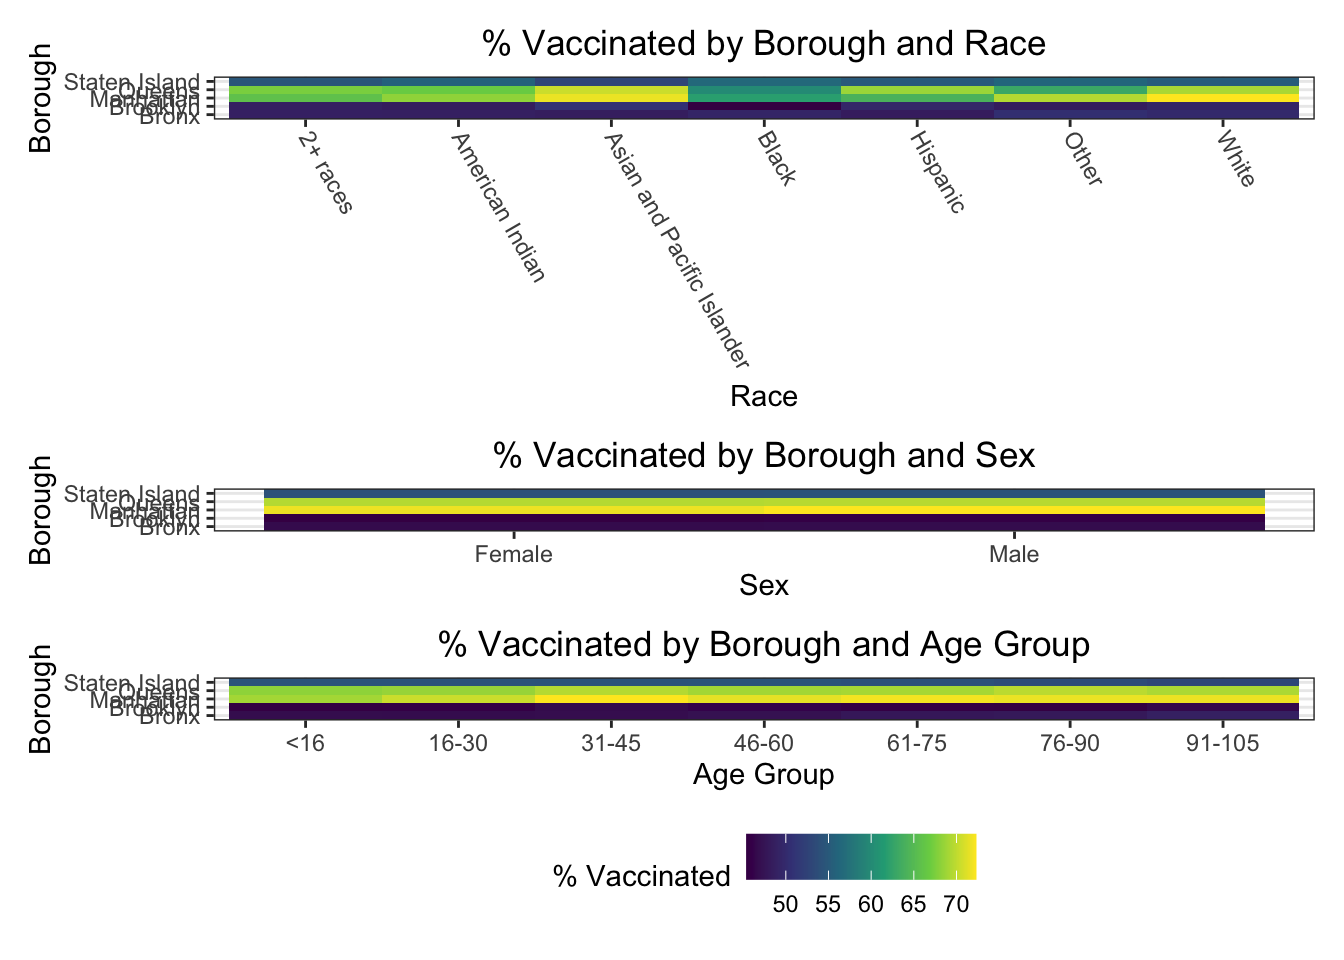 % Vaccinated by Borough and Race
Borough
Staten Island
Queens
Manhattan
Brooklyn
Bronx
2+ races
American Indian
Asian and Pacific Islander
Black
Hispanic
Other
White
Race
% Vaccinated by Borough and Sex
Borough
Staten Island
Queens
Manhattan
Brooklyn
Bronx
Female
Male
Sex
% Vaccinated by Borough and Age Group
Borough
Staten Island
Queens
Manhattan
Brooklyn
Bronx
<16
16-30
31-45
46-60
61-75
76-90
91-105
Age Group
% Vaccinated
50
55
60
65
70